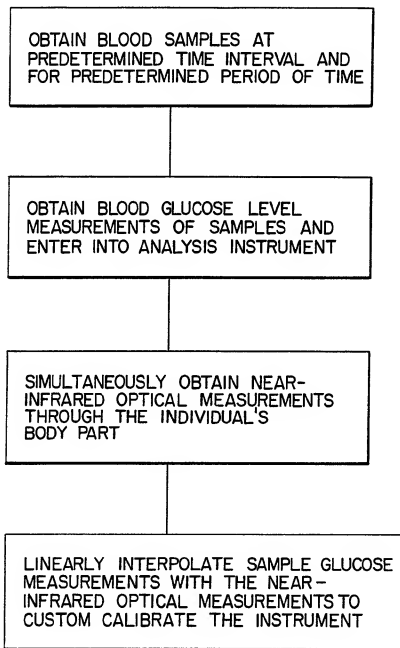 OBTAIN BLOOD SAMPLES AT
PREDETERMINED TIME INTERVAL AND
FOR PREDETERMINED PERIOD OF TIME
OBTAIN BLOOD GLUCOSE LEVEL
MEASUREMENTS OF SAMPLES AND
ENTER INTO ANALYSIS INSTRUMENT
SIMULTANEOUSLY OBTAIN NEAR-
INFRARED OPTICAL MEASUREMENTS
THROUGH THE INDIVIDUAL'S
BODY PART
LINEARLY INTERPOLATE SAMPLE GLUCOSE
MEASUREMENTS WITH THE NEAR-
INFRARED OPTICAL MEASUREMENTS TO
CUSTOM CALIBRATE THE INSTRUMENT